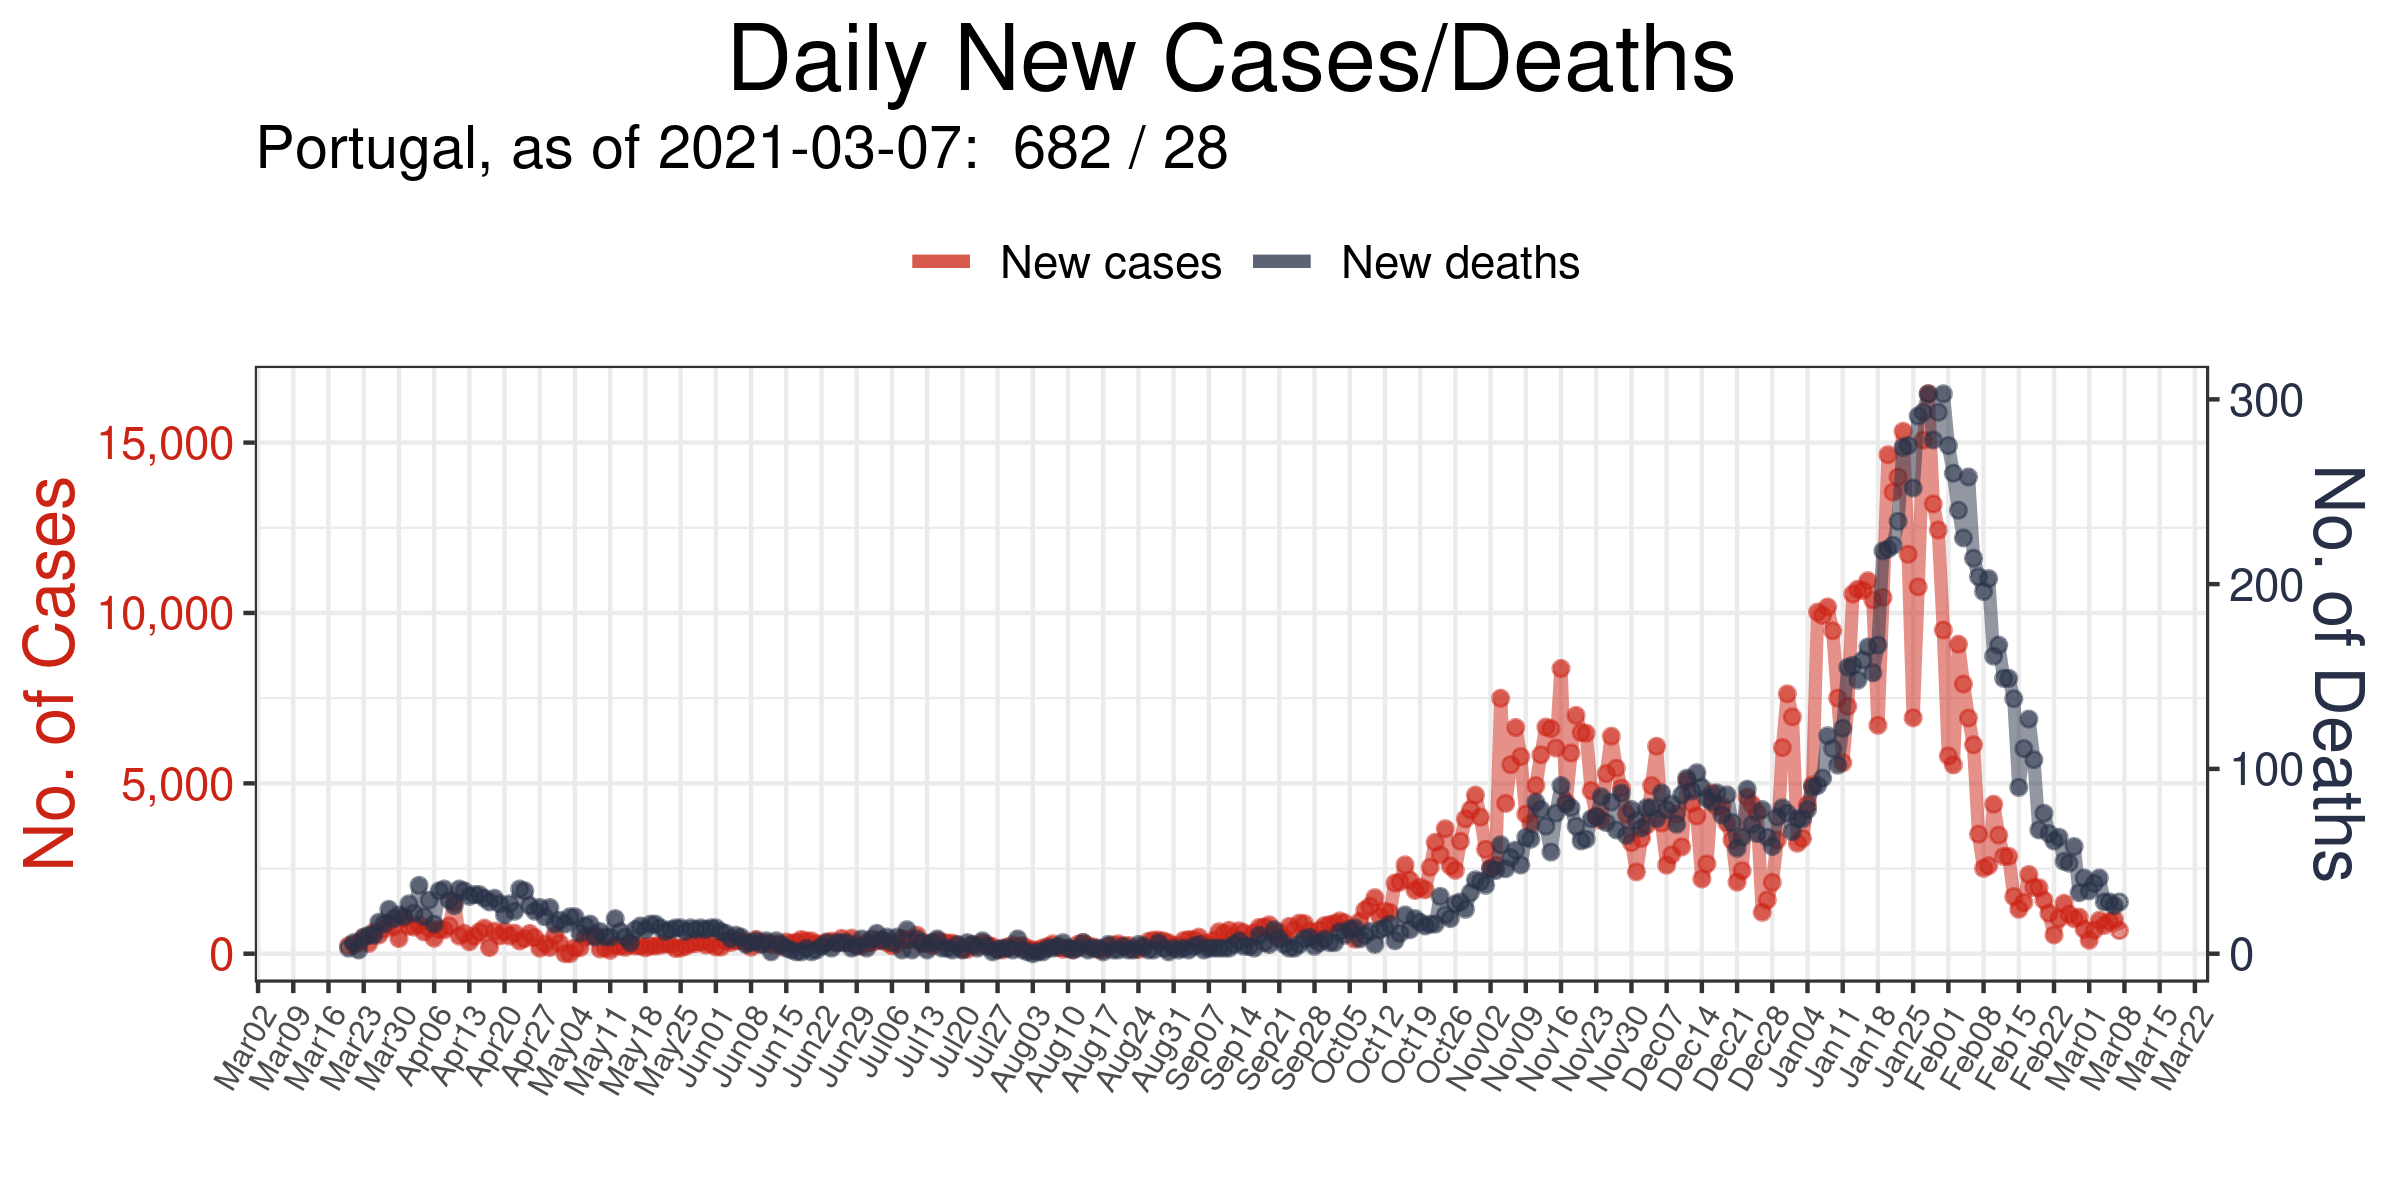 Daily New Cases/Deaths
Portugal, as of 2021-03-07: 682 / 28
New cases
New deaths
No. of Cases
15,000
10,000
5,000
0
300
200
100
0
No. of Deaths
Mar02
Mar09
Mar16
Mar23
Mar30
Apr06
Apr13
Apr20
Apr27
May04
May11
May18
May25
Jun01
Jun08
Jun15
Jun22
Jun29
Jul06
Jul13
Jul20
Jul27
Aug03
Aug10
Aug17
Aug24
Aug31
Sep07
Sep14
Sep21
Sep28
Oct05
Oct12
Oct19
Oct26
Nov02
Nov09
Nov16
Nov23
Nov30
Dec07
Dec14
Dec21
Dec28
Jan04
Jan11
Jan18
Jan25
Feb01
Feb08
Feb15
Feb22
Mar01
Mar08
Mar15
Mar22